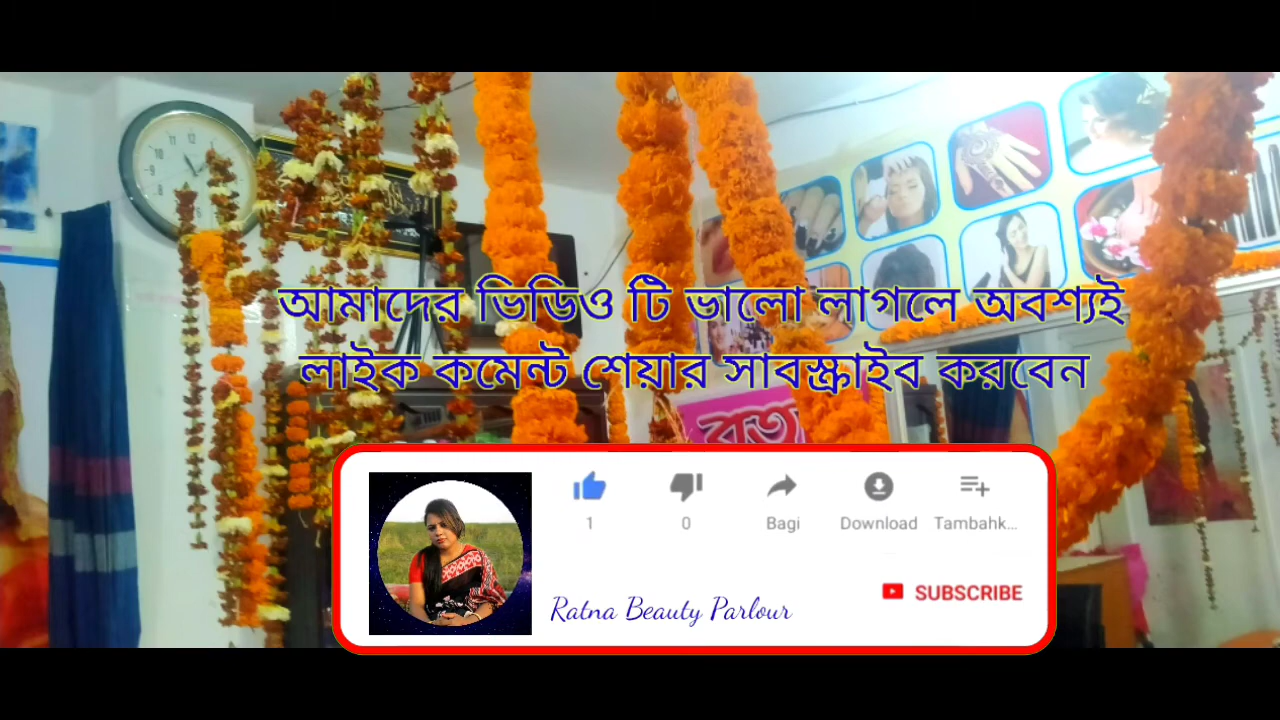 আমাদের ভিডিও টি ভালো লাগলে অবশ্যই
লাইক কমেন্ট শেয়ার সাবস্ক্রাইব করবেন
1
0
Bagi
Download
Tambahk...
SUBSCRIBE
Ratna Beauty Parlour